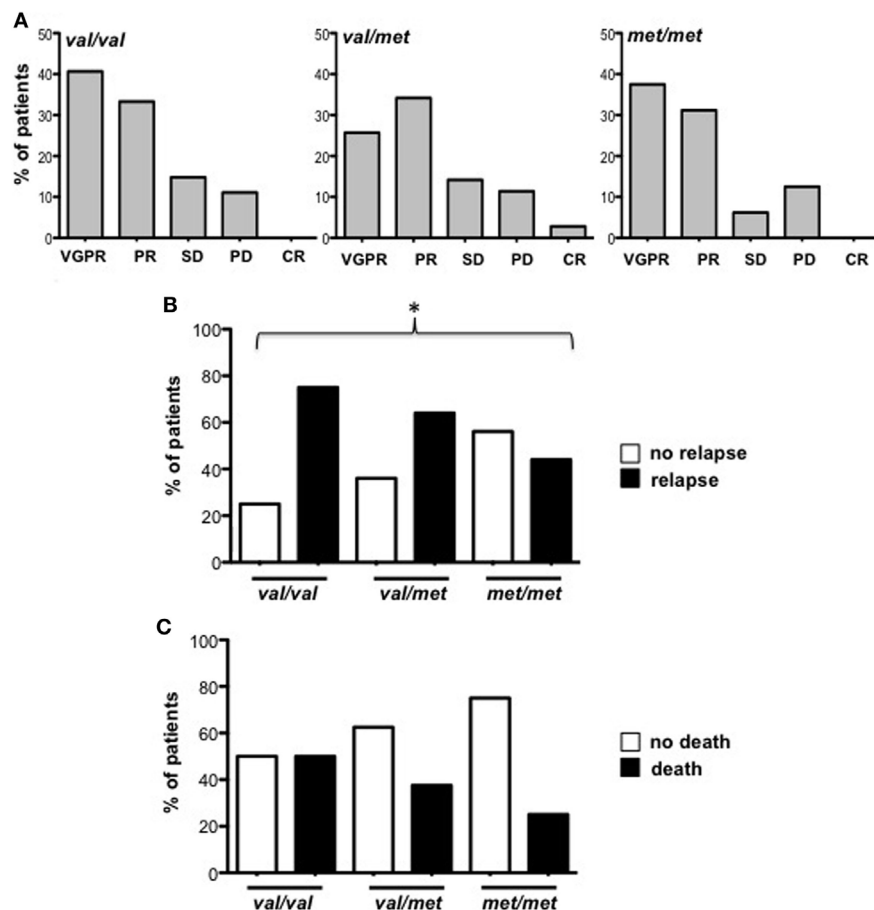 A
val/val
val/met
met/met
% of patients
50
40
30
20
10
0
VGPR PR SD PD CR
50
40
30
20
10
0
VGPR PR SD PD CR
50
40
30
20
10
0
VGPR PR SD PD CR
B
*
% of patients
100
80
60
40
20
0
val/val val/met met/met
no relapse
relapse
C
% of patients
100
80
60
40
20
0
val/val val/met met/met
no death
death